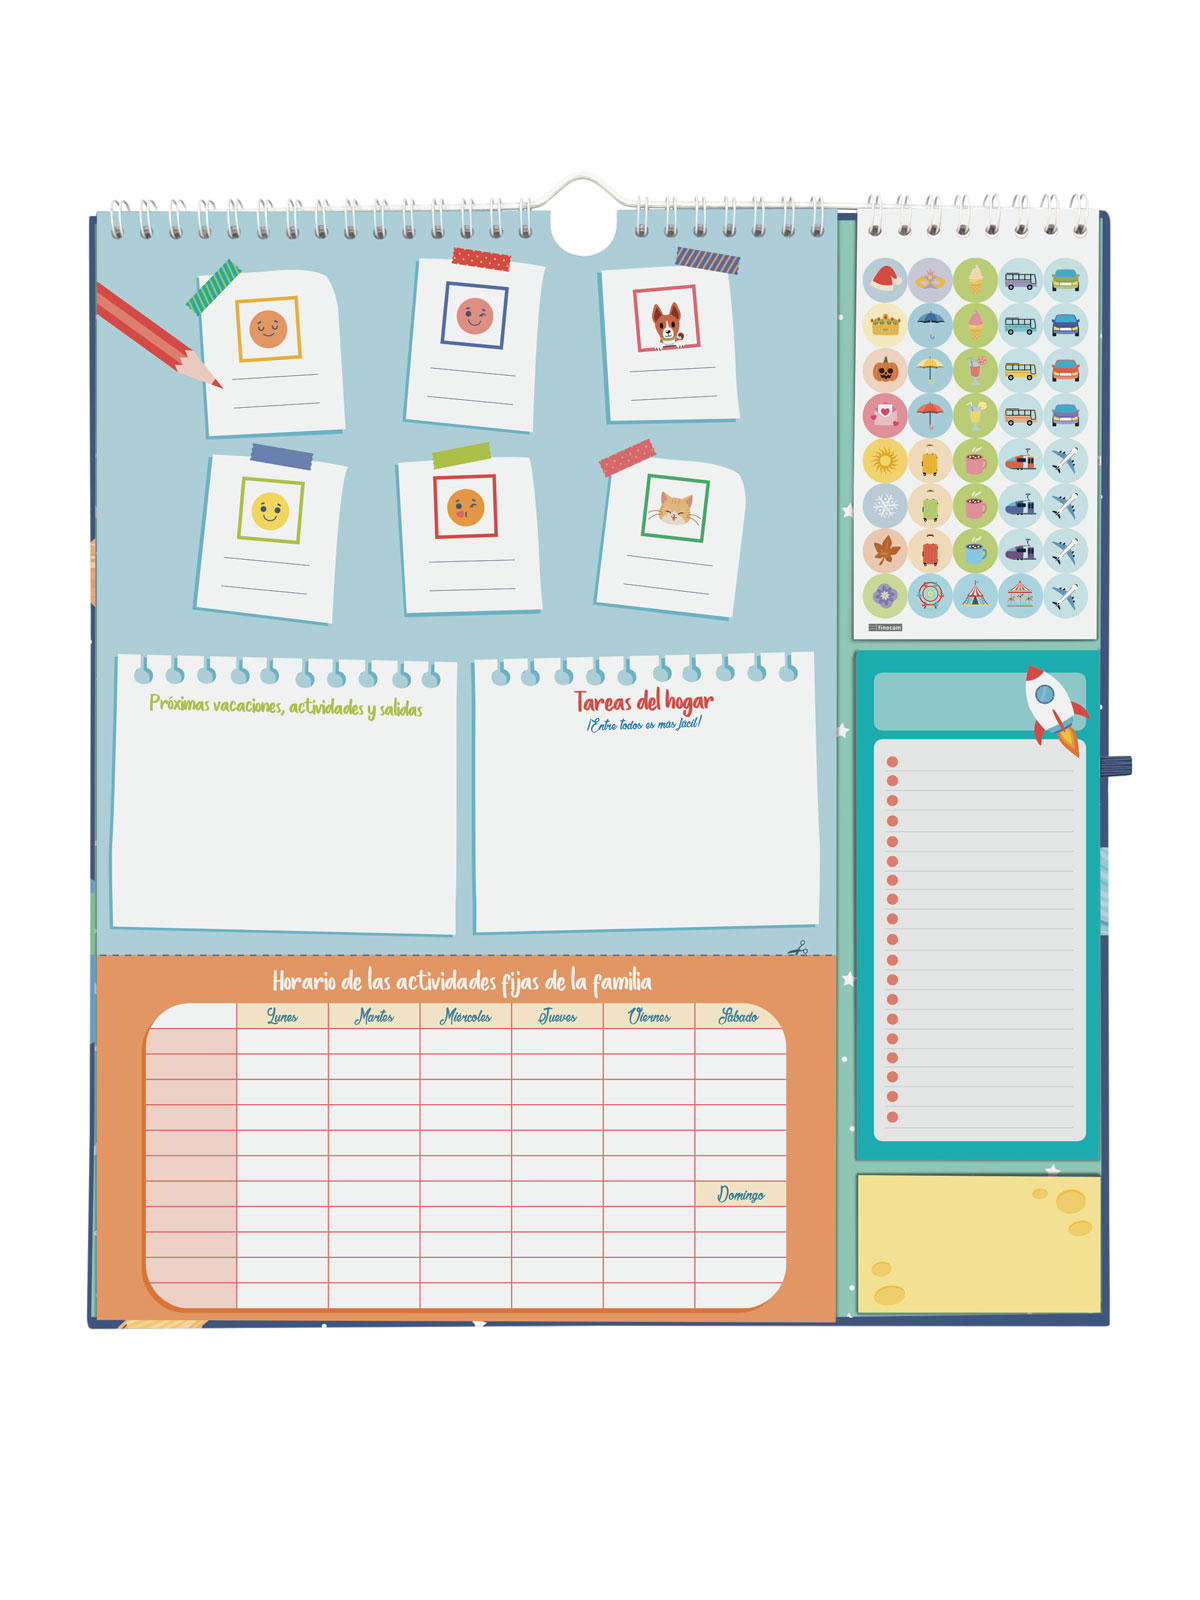 finocam
Próximas vacaciones, actividades y salidas
Tareas del hogar
¡Entre todos es más fácil!
Horario de las actividades fijas de la familia
Lunes Martes Miércoles Jueves Viernes Sábado
Domingo